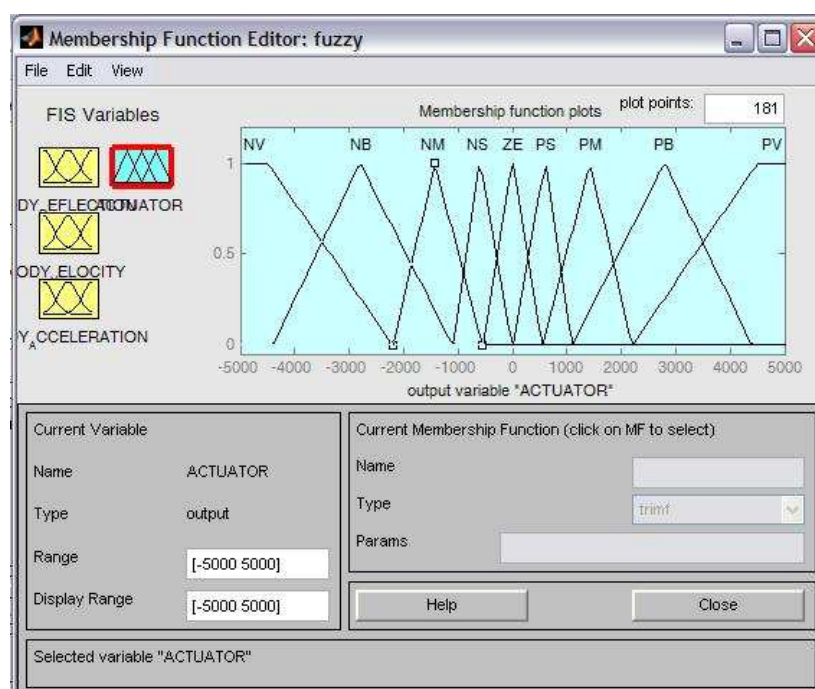 Membership Function Editor: fuzzy
File Edit View
FIS Variables
Membership function plots
plot points:
181
NV NB NM NS ZE PS PM PB PV
1
0.5
0
-5000 -4000 -3000 -2000 -1000 0 1000 2000 3000 4000 5000
output variable "ACTUATOR"
ACTUATOR
ODY_ELOCITY
Y_ACCELERATION
Current Variable
Name ACTUATOR
Type output
Range [-5000 5000]
Display Range [-5000 5000]
Current Membership Function (click on MF to select)
Name
Type trimf
Params
Help Close
Selected variable "ACTUATOR"